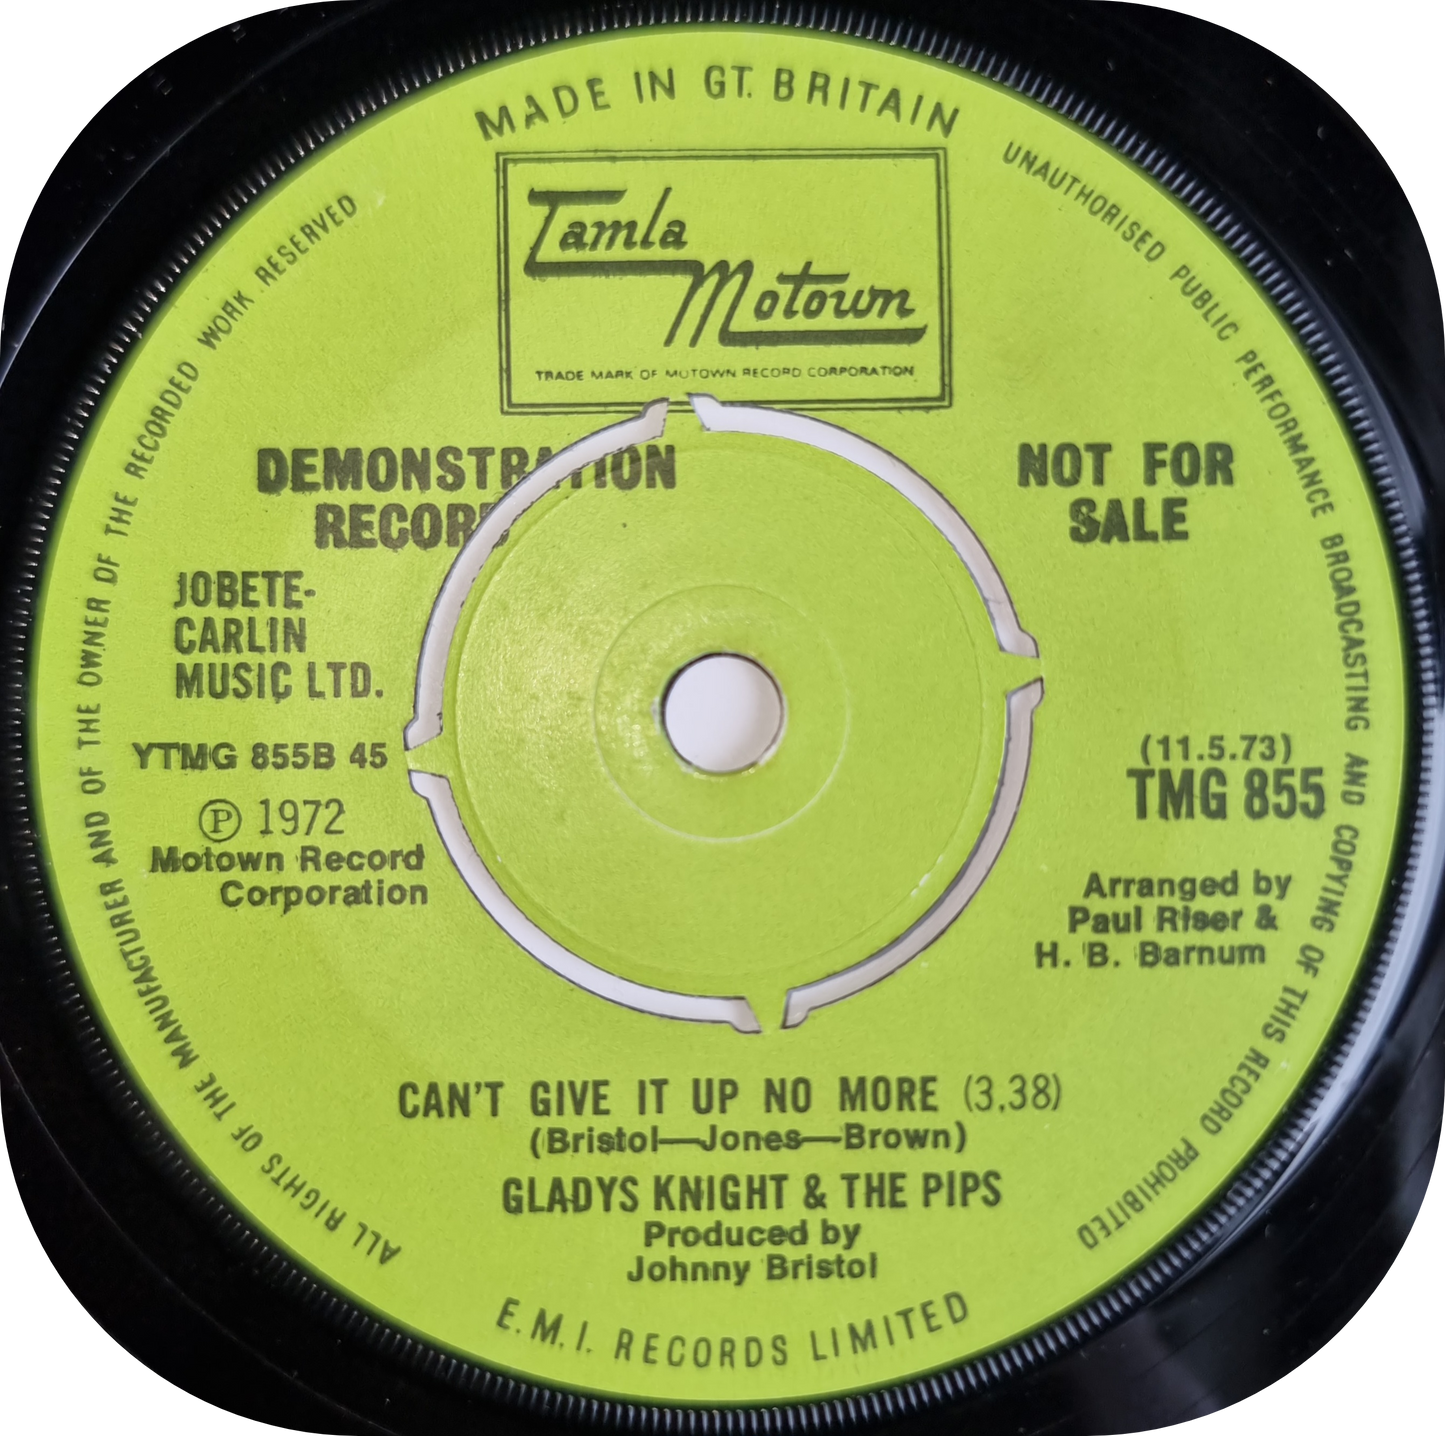 MADE IN GT. BRITAIN
Tamla
Motown
TRADE MARK OF MOTOWN RECORD CORPORATION
DEMONSTRATION
RECORD
NOT FOR
SALE
JOBETE-
CARLIN
MUSIC LTD.
YTMG 855B 45
Ⓟ 1972
Motown Record
Corporation
(11.5.73)
TMG 855
Arranged by
Paul Riser &
H. B. Barnum
CAN'T GIVE IT UP NO MORE (3,38)
(Bristol—Jones—Brown)
GLADYS KNIGHT & THE PIPS
Produced by
Johnny Bristol
E.M.I. RECORDS LIMITED
ALL RIGHTS OF THE MANUFACTURER AND OF THE OWNER OF THE RECORDED WORK RESERVED
UNAUTHORISED PUBLIC PERFORMANCE BROADCASTING AND COPYING OF THIS RECORD PROHIBITED